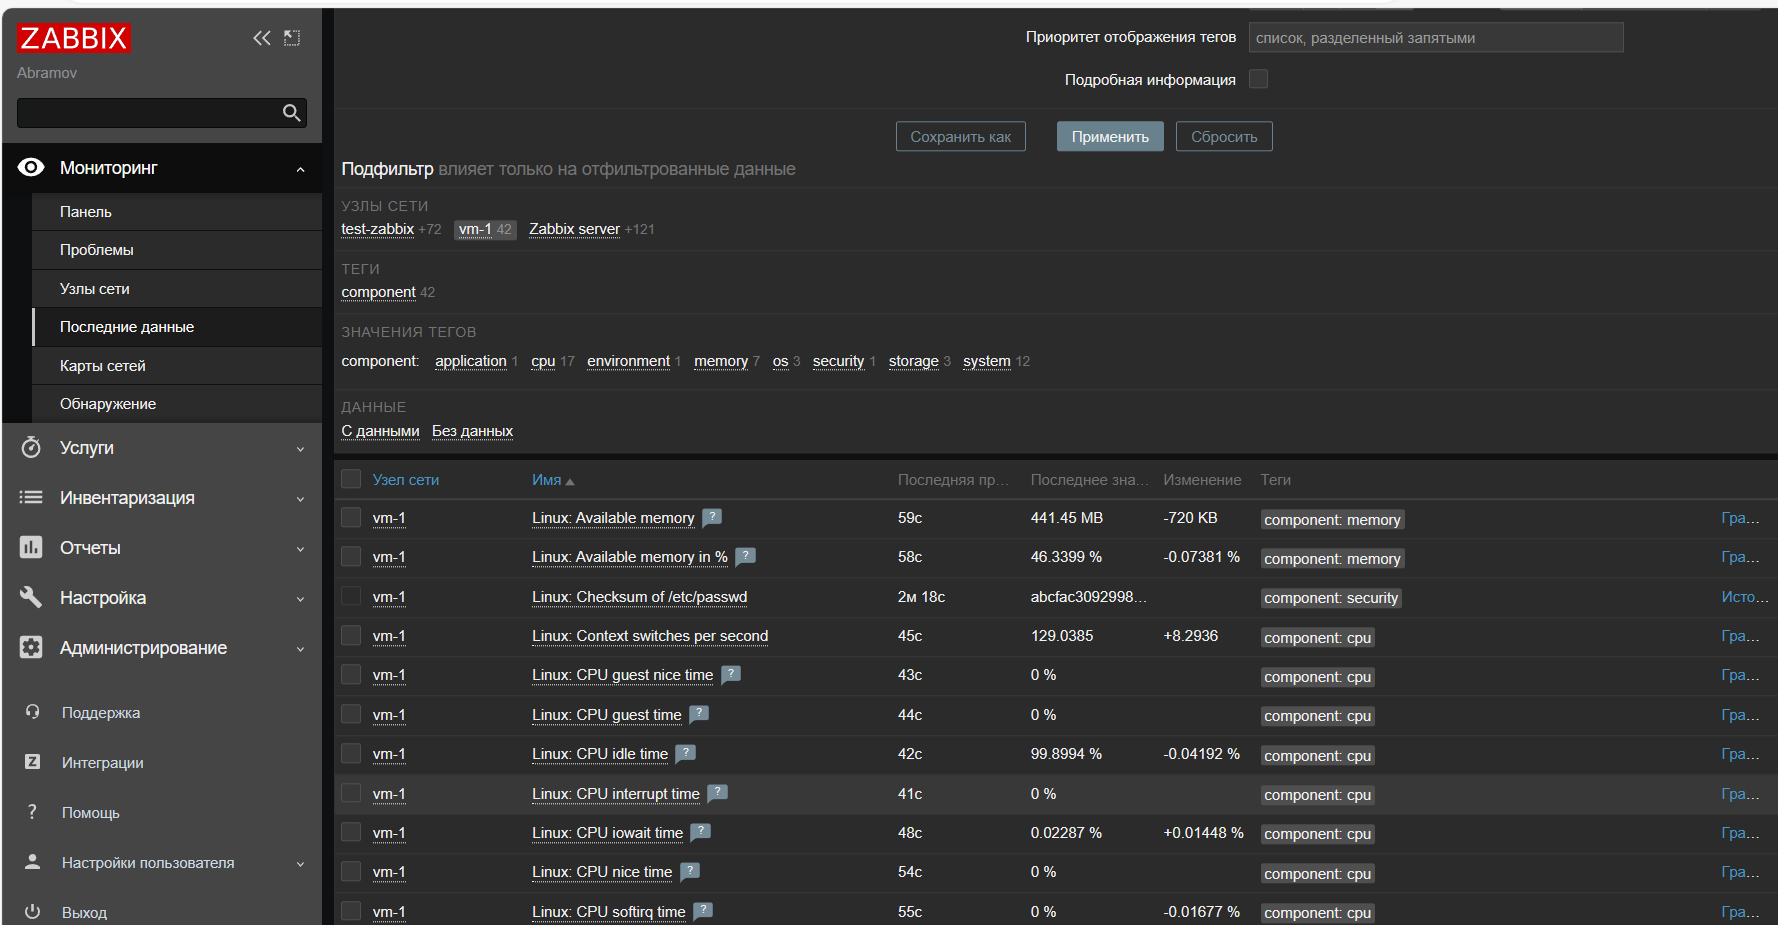 ZABBIX
Abramov
Мониторинг
Панель
Проблемы
Узлы сети
Последние данные
Карты сетей
Обнаружение
Услуги
Инвентаризация
Отчеты
Настройка
Администрирование
Поддержка
Z Интеграции
? Помощь
Настройки пользователя
Выход
Приоритет отображения тегов список, разделенный запятыми
Подробная информация
Сохранить как Применить Сбросить
Подфильтр влияет только на отфильтрованные данные
УЗЛЫ СЕТИ
test-zabbix +72 vm-1 42 Zabbix server +121
ТЕГИ
component 42
ЗНАЧЕНИЯ ТЕГОВ
component: application 1 cpu 17 environment 1 memory 7 os 3 security 1 storage 3 system 12
ДАННЫЕ
С данными Без данных
Узел сети Имя Последняя пр... Последнее зна... Изменение Теги
vm-1 Linux: Available memory ? 59с 441.45 MB -720 KB component: memory Гра...
vm-1 Linux: Available memory in % ? 58с 46.3399 % -0.07381 % component: memory Гра...
vm-1 Linux: Checksum of /etc/passwd 2м 18с abcfac3092998... component: security Исто...
vm-1 Linux: Context switches per second 45с 129.0385 +8.2936 component: cpu Гра...
vm-1 Linux: CPU guest nice time ? 43с 0 % component: cpu Гра...
vm-1 Linux: CPU guest time ? 44с 0 % component: cpu Гра...
vm-1 Linux: CPU idle time ? 42с 99.8994 % -0.04192 % component: cpu Гра...
vm-1 Linux: CPU interrupt time ? 41с 0 % component: cpu Гра...
vm-1 Linux: CPU iowait time ? 48с 0.02287 % +0.01448 % component: cpu Гра...
vm-1 Linux: CPU nice time ? 54с 0 % component: cpu Гра...
vm-1 Linux: CPU softirq time ? 55с 0 % -0.01677 % component: cpu Гра...